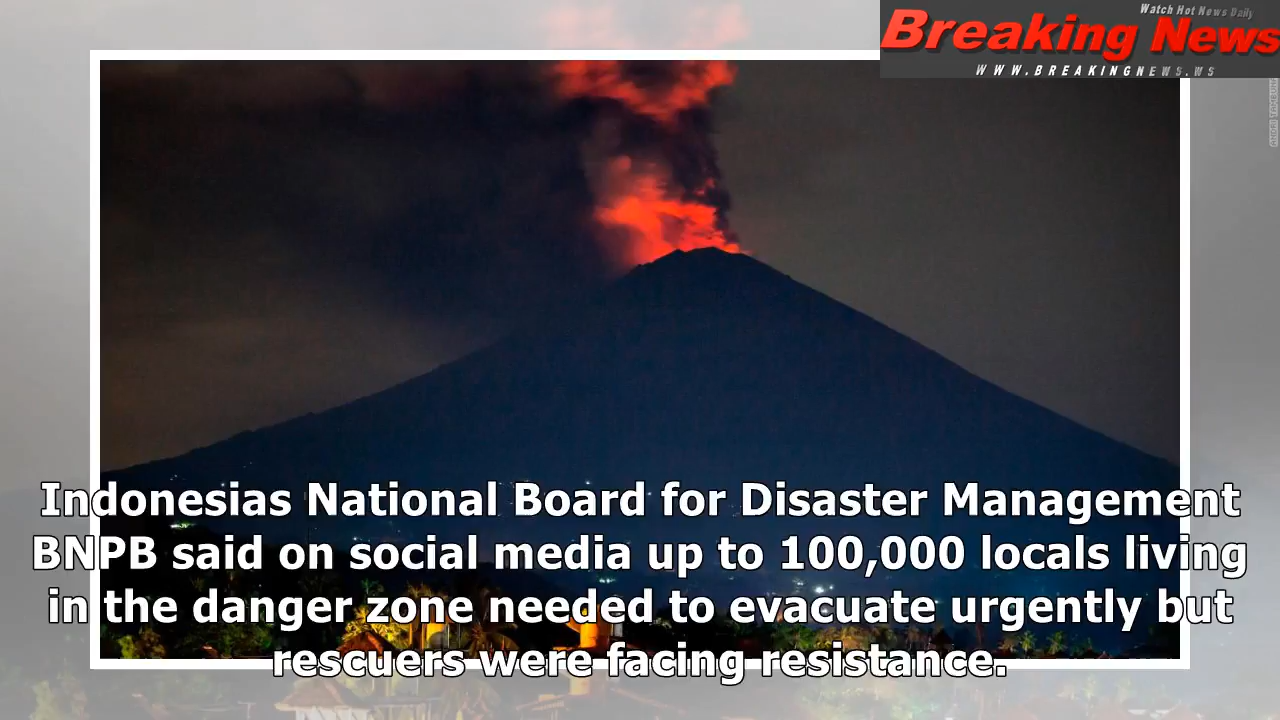 Watch Hot News Daily
Breaking News
WWW.BREAKINGNEWS.WS
Indonesias National Board for Disaster Management
BNPB said on social media up to 100,000 locals living
in the danger zone needed to evacuate urgently but
rescuers were facing resistance.